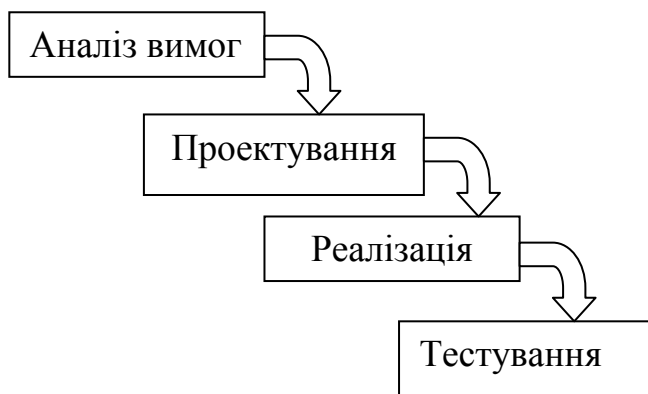 Аналіз вимог
Проектування
Реалізація
Тестування